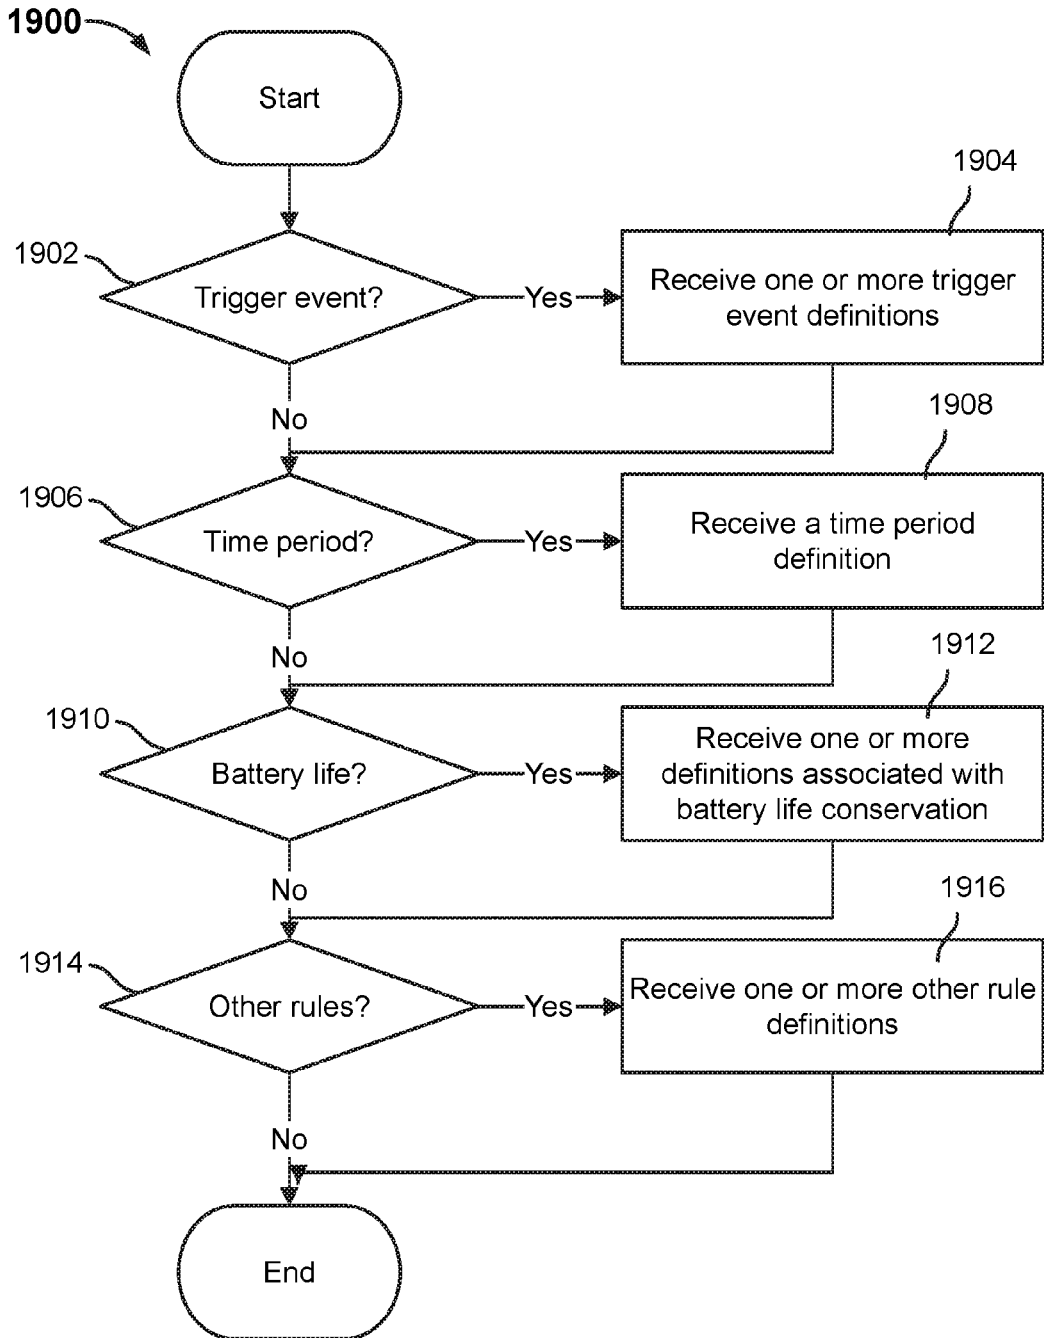 1900
Start
1904
1902
Trigger event?
Yes
Receive one or more trigger
event definitions
No
1908
1906
Time period?
Yes
Receive a time period
definition
No
1912
1910
Battery life?
Yes
Receive one or more
definitions associated with
battery life conservation
No
1916
1914
Other rules?
Yes
Receive one or more other rule
definitions
No
End